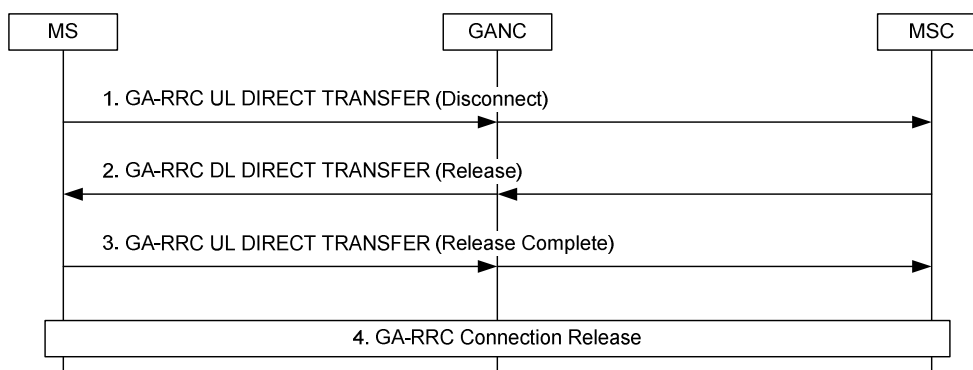 MS
GANC
MSC
1. GA-RRC UL DIRECT TRANSFER (Disconnect)
2. GA-RRC DL DIRECT TRANSFER (Release)
3. GA-RRC UL DIRECT TRANSFER (Release Complete)
4. GA-RRC Connection Release